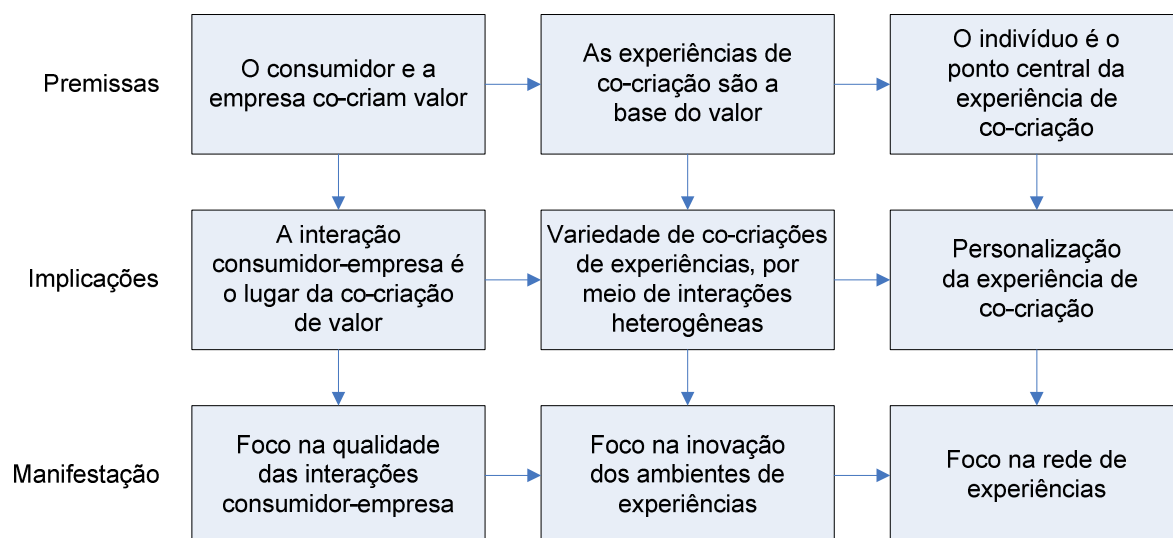 Premissas
O consumidor e a
empresa co-criam valor
As experiências de
co-criação são a
base do valor
O indivíduo é o
ponto central da
experiência de
co-criação
Implicações
A interação
consumidor-empresa é
o lugar da co-criação
de valor
Variedade de co-criações
de experiências, por
meio de interações
heterogêneas
Personalização
da experiência de
co-criação
Manifestação
Foco na qualidade
das interações
consumidor-empresa
Foco na inovação
dos ambientes de
experiências
Foco na rede de
experiências